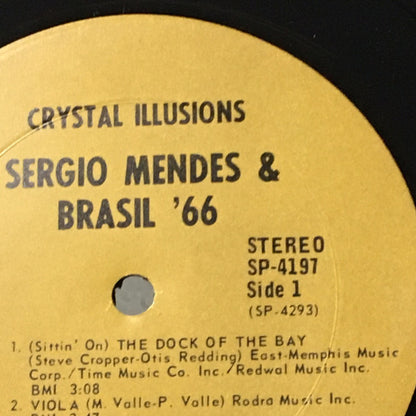 CRYSTAL ILLUSIONS
SERGIO MENDES &
BRASIL '66
STEREO
SP-4197
Side 1
(SP-4293)
1. (Sittin' On) THE DOCK OF THE BAY
(Steve Cropper-Otis Redding) East-Memphis Music
Corp./Time Music Co. Inc./Redwal Music Inc.
BMI 3:08
2. VIOLA (M. Valle-P. Valle) Rodra Music Inc.